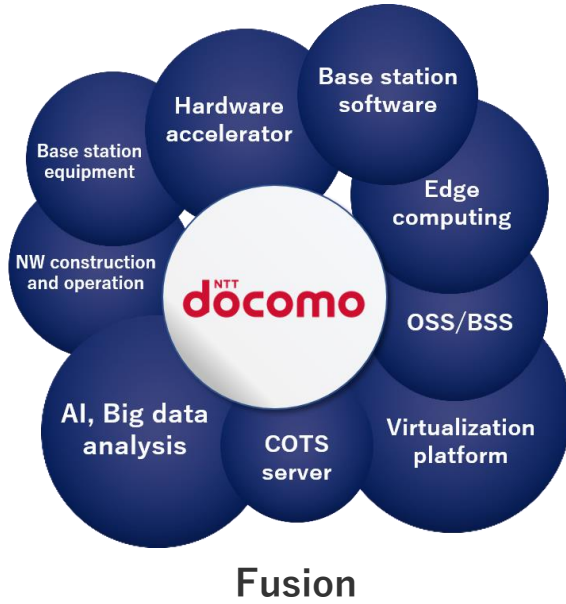 Base station
software
Hardware
accelerator
Base station
equipment
Edge
computing
NW construction
and operation
NTT
döcomo
OSS/BSS
AI, Big data
analysis
Virtualization
platform
COTS
server
Fusion